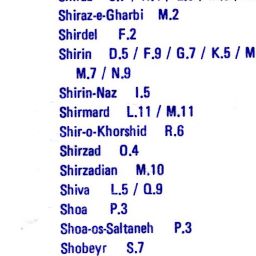 Shiraz-e-Gharbi M.2
Shirdel F.2
Shirin D.5 / F.9 / G.7 / K.5 / M
M.7 / N.9
Shirin-Naz I.5
Shirmard L.11 / M.11
Shir-o-Khorshid R.6
Shirzad O.4
Shirzadian M.10
Shiva L.5 / Q.9
Shoa P.3
Shoa-os-Saltaneh P.3
Shobeyr S.7